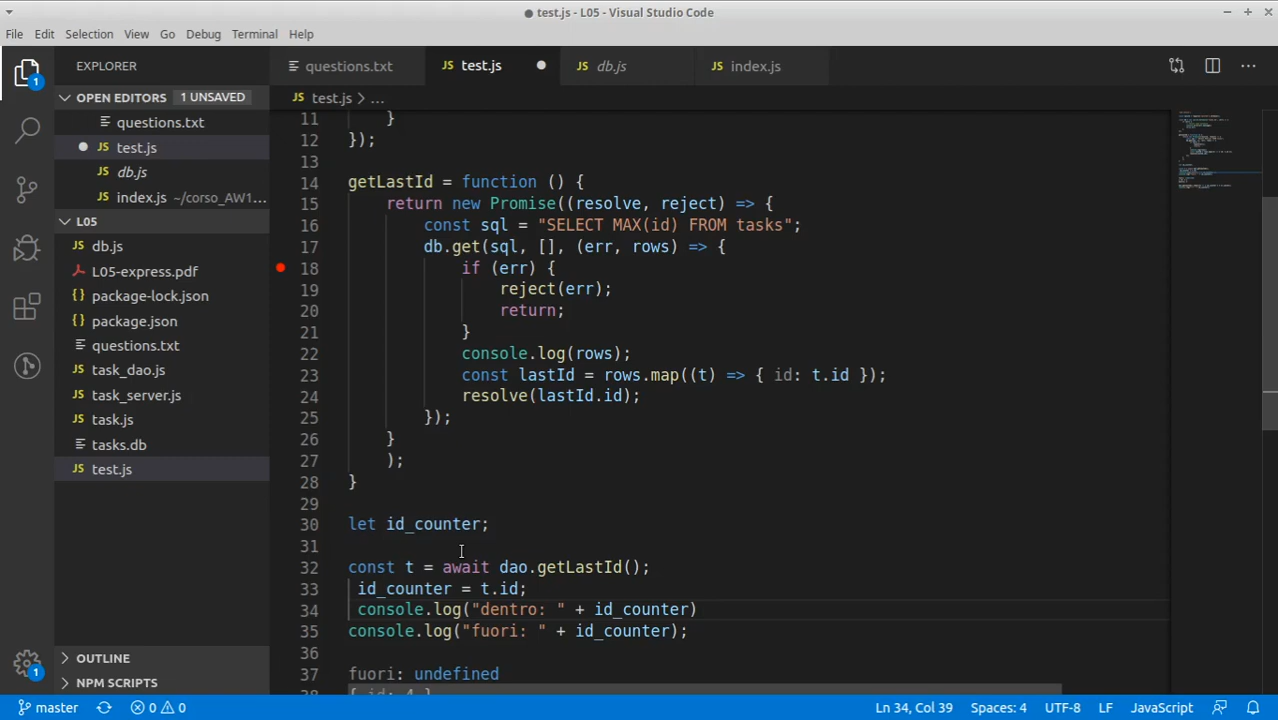 test.js - L05 - Visual Studio Code
File Edit Selection View Go Debug Terminal Help
EXPLORER
questions.txt test.js db.js index.js
OPEN EDITORS 1 UNSAVED
questions.txt
test.js
db.js
index.js ~/corso_AW1...
L05
db.js
L05-express.pdf
package-lock.json
package.json
questions.txt
task_dao.js
task_server.js
task.js
tasks.db
test.js
OUTLINE
NPM SCRIPTS
1
1
test.js > ...
11 }
12 });
13
14 getLastId = function () {
15 return new Promise((resolve, reject) => {
16 const sql = "SELECT MAX(id) FROM tasks";
17 db.get(sql, [], (err, rows) => {
18 if (err) {
19 reject(err);
20 return;
21 }
22 console.log(rows);
23 const lastId = rows.map((t) => { id: t.id });
24 resolve(lastId.id);
25 });
26 }
27 );
28 }
29
30 let id_counter;
31
32 const t = await dao.getLastId();
33 id_counter = t.id;
34 console.log("dentro: " + id_counter)
35 console.log("fuori: " + id_counter);
36
37 fuori: undefined
38 { id: 4 }
master 0 0 Ln 34, Col 39 Spaces: 4 UTF-8 LF JavaScript